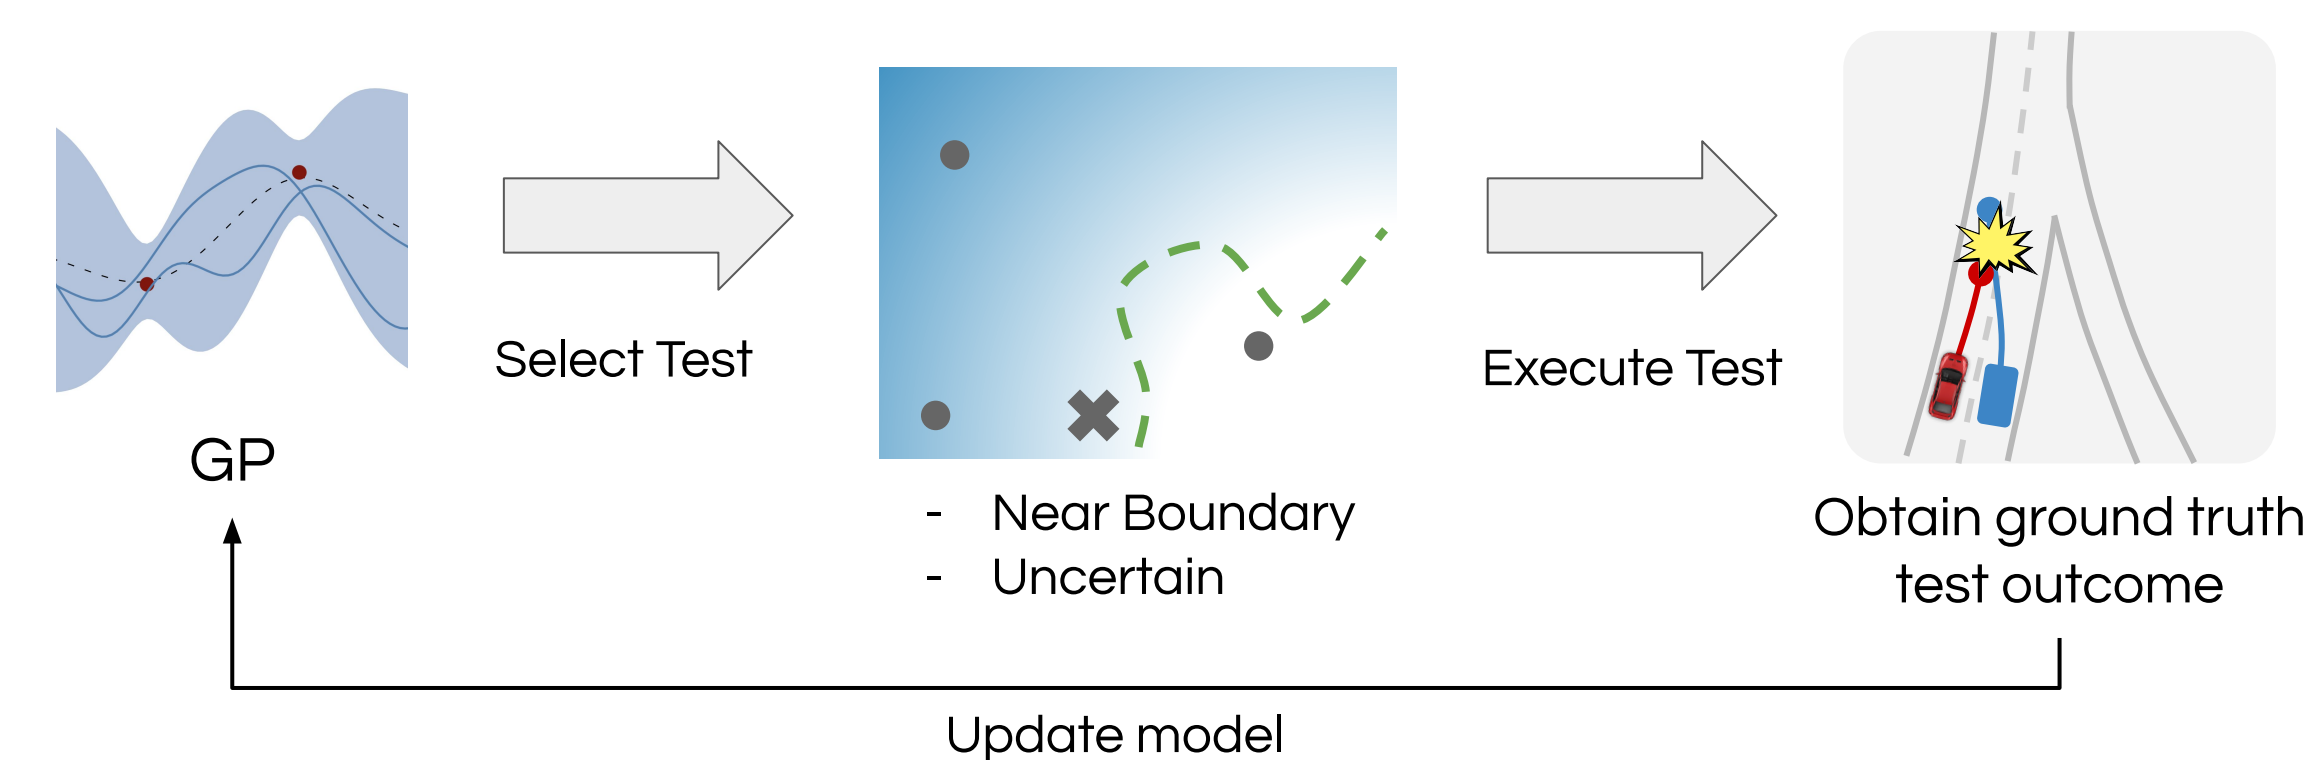 GP
Select Test
- Near Boundary
- Uncertain
Execute Test
Obtain ground truth
test outcome
Update model